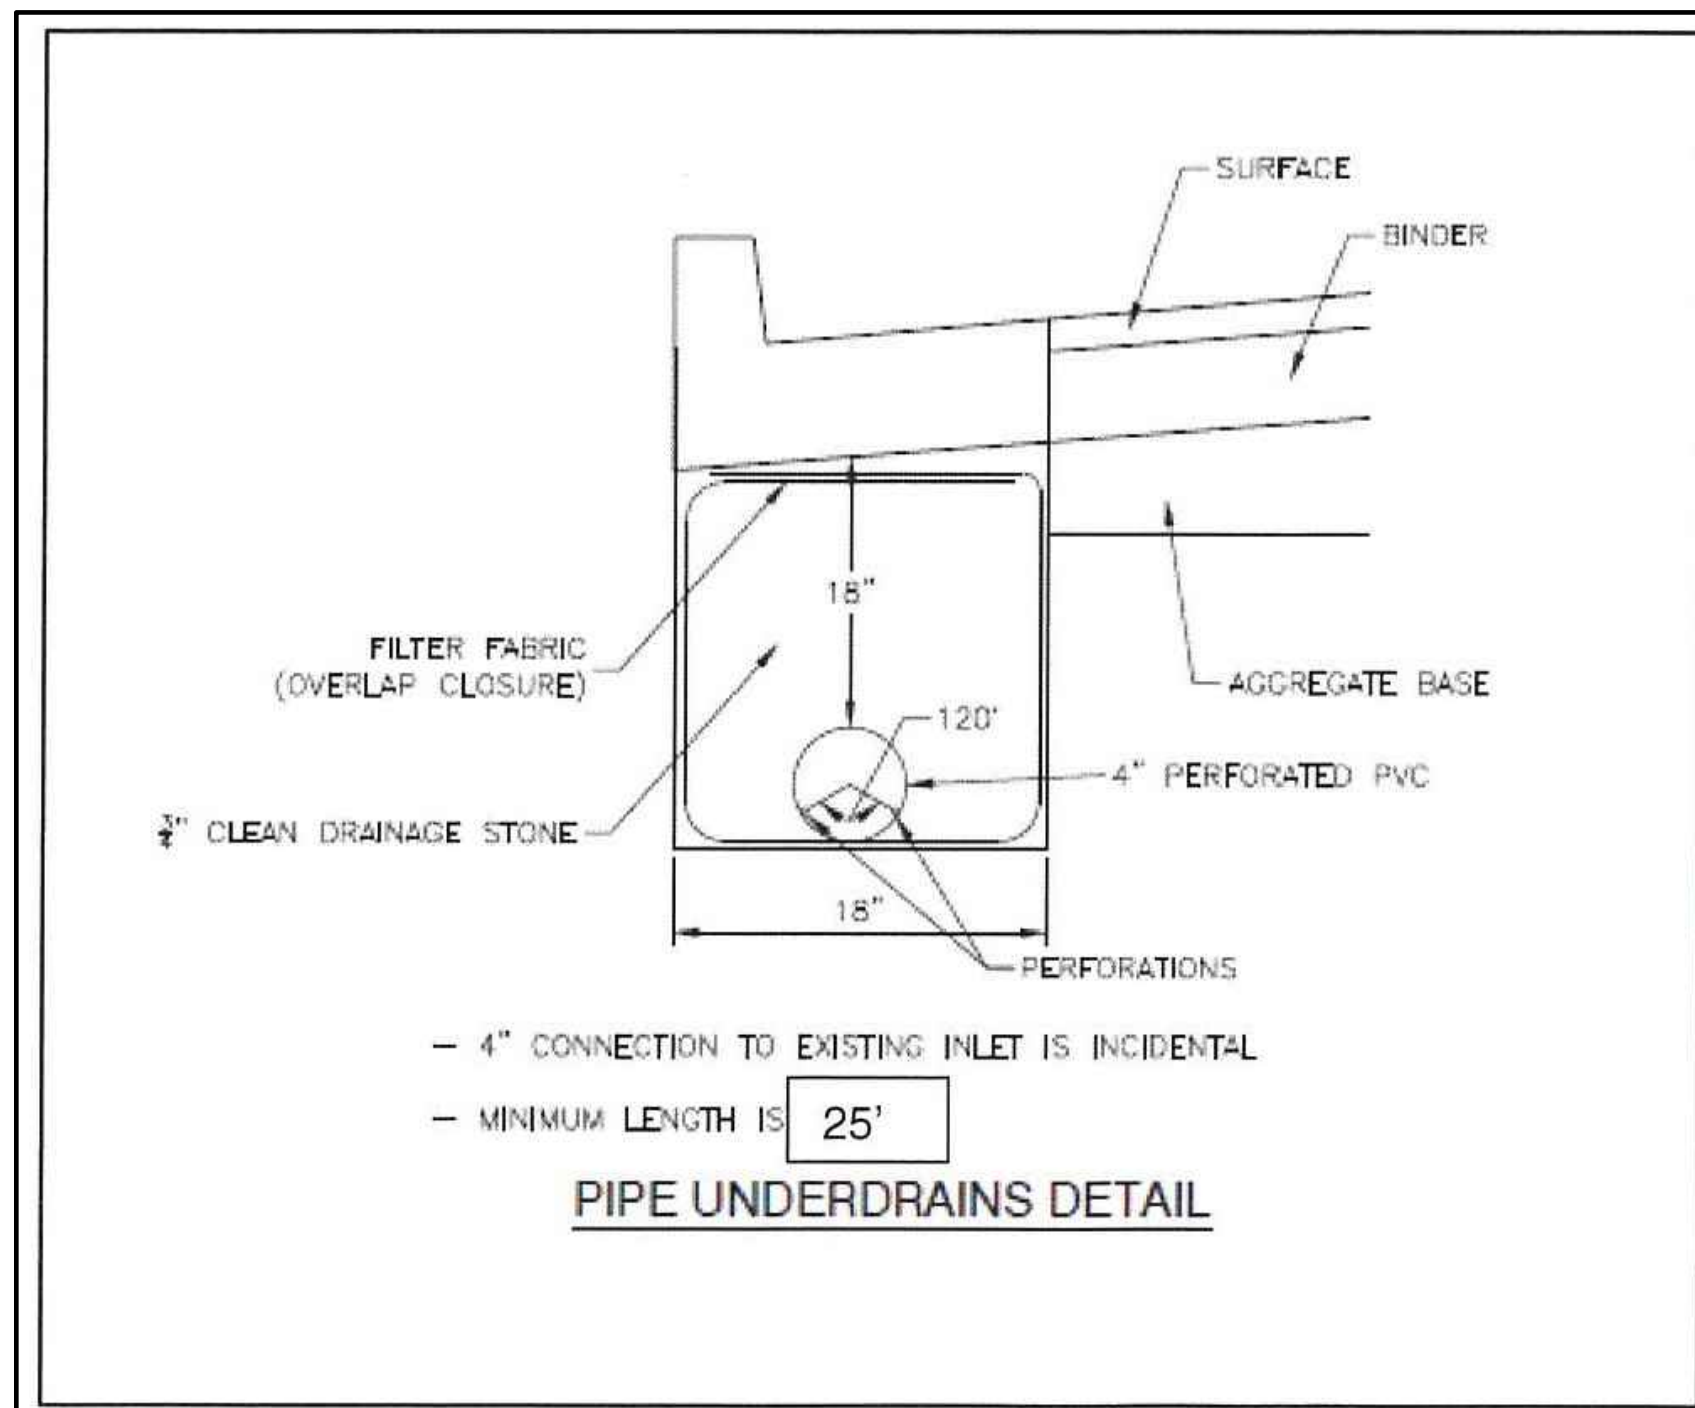 SURFACE
BINDER
18"
FILTER FABRIC
(OVERLAP CLOSURE)
AGGREGATE BASE
120°
4" PERFORATED PVC
¾" CLEAN DRAINAGE STONE
18"
PERFORATIONS
– 4" CONNECTION TO EXISTING INLET IS INCIDENTAL
– MINIMUM LENGTH IS 25'
PIPE UNDERDRAINS DETAIL